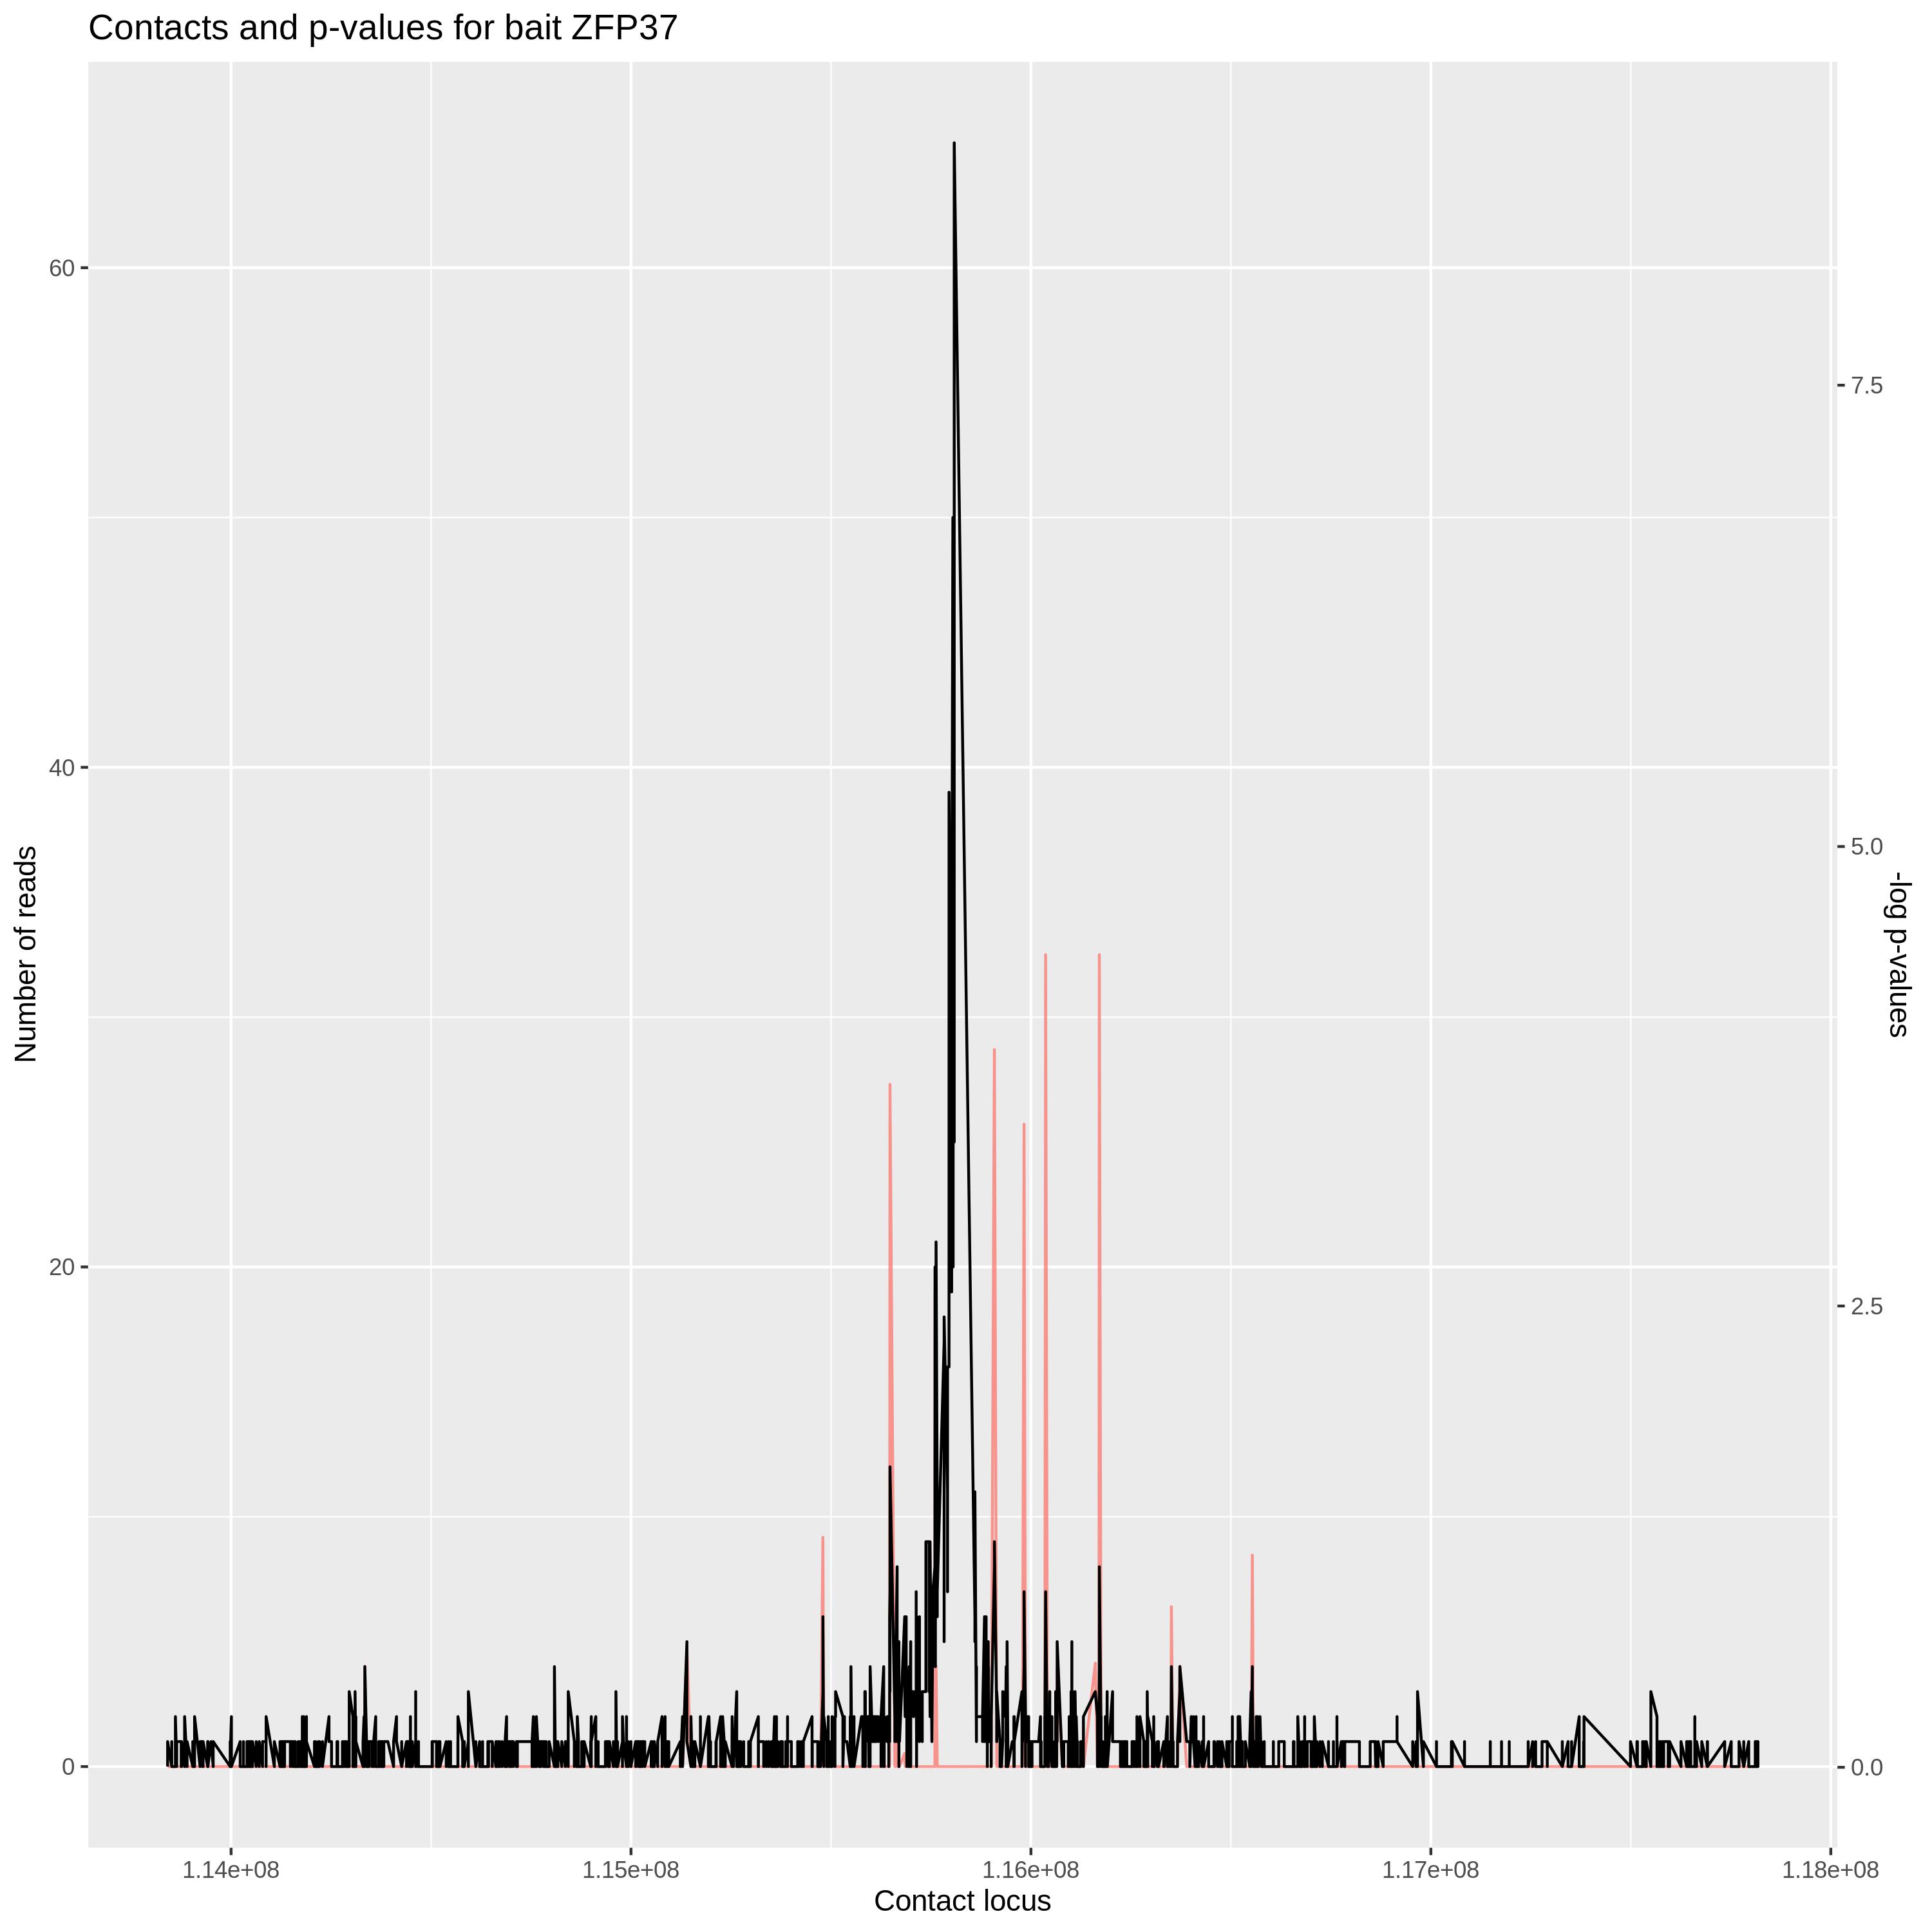 Contacts and p-values for bait ZFP37
60
40
20
0
Number of reads
7.5
5.0
2.5
0.0
-log p-values
1.14e+08 1.15e+08 1.16e+08 1.17e+08 1.18e+08
Contact locus